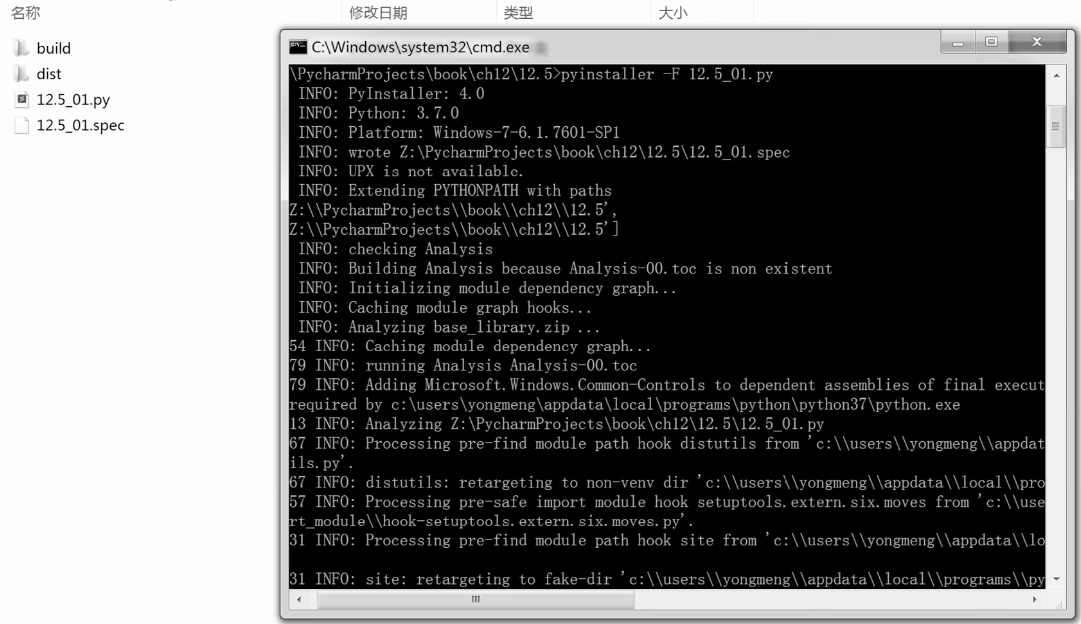 名称 修改日期 类型 大小
build
dist
12.5_01.py
12.5_01.spec
C:\Windows\system32\cmd.exe
\PycharmProjects\book\ch12\12.5>pyinstaller -F 12.5_01.py
INFO: PyInstaller: 4.0
INFO: Python: 3.7.0
INFO: Platform: Windows-7-6.1.7601-SP1
INFO: wrote Z:\PycharmProjects\book\ch12\12.5\12.5_01.spec
INFO: UPX is not available.
INFO: Extending PYTHONPATH with paths
Z:\\PycharmProjects\\book\\ch12\\12.5',
Z:\\PycharmProjects\\book\\ch12\\12.5']
INFO: checking Analysis
INFO: Building Analysis because Analysis-00.toc is non existent
INFO: Initializing module dependency graph...
INFO: Caching module graph hooks...
INFO: Analyzing base_library.zip ...
54 INFO: Caching module dependency graph...
79 INFO: running Analysis Analysis-00.toc
79 INFO: Adding Microsoft.Windows.Common-Controls to dependent assemblies of final execut
required by c:\users\yongmeng\appdata\local\programs\python\python37\python.exe
13 INFO: Analyzing Z:\PycharmProjects\book\ch12\12.5\12.5_01.py
67 INFO: Processing pre-find module path hook distutils from 'c:\\users\\yongmeng\\appdat
ils.py'.
67 INFO: distutils: retargeting to non-venv dir 'c:\\users\\yongmeng\\appdata\\local\\pro
57 INFO: Processing pre-safe import module hook setuptools.extern.six.moves from 'c:\\use
rt_module\\hook-setuptools.extern.six.moves.py'.
31 INFO: Processing pre-find module path hook site from 'c:\\users\\yongmeng\\appdata\\lo
31 INFO: site: retargeting to fake-dir 'c:\\users\\yongmeng\\appdata\\local\\programs\\py